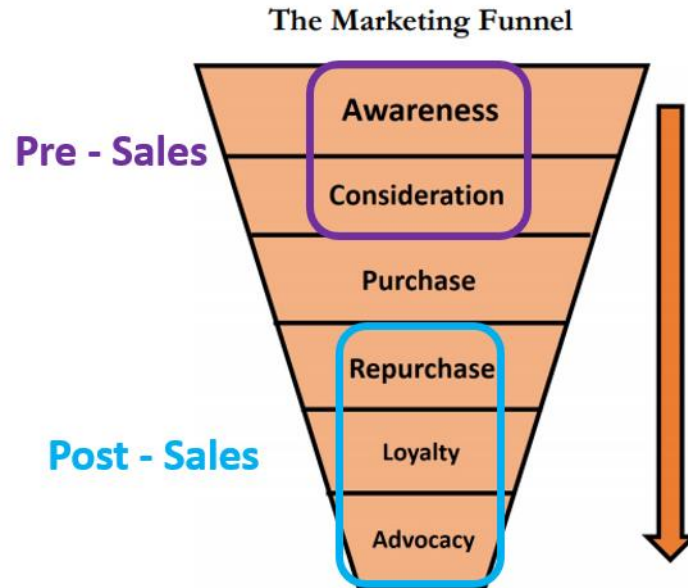 The Marketing Funnel
Awareness
Pre - Sales
Consideration
Purchase
Repurchase
Post - Sales
Loyalty
Advocacy